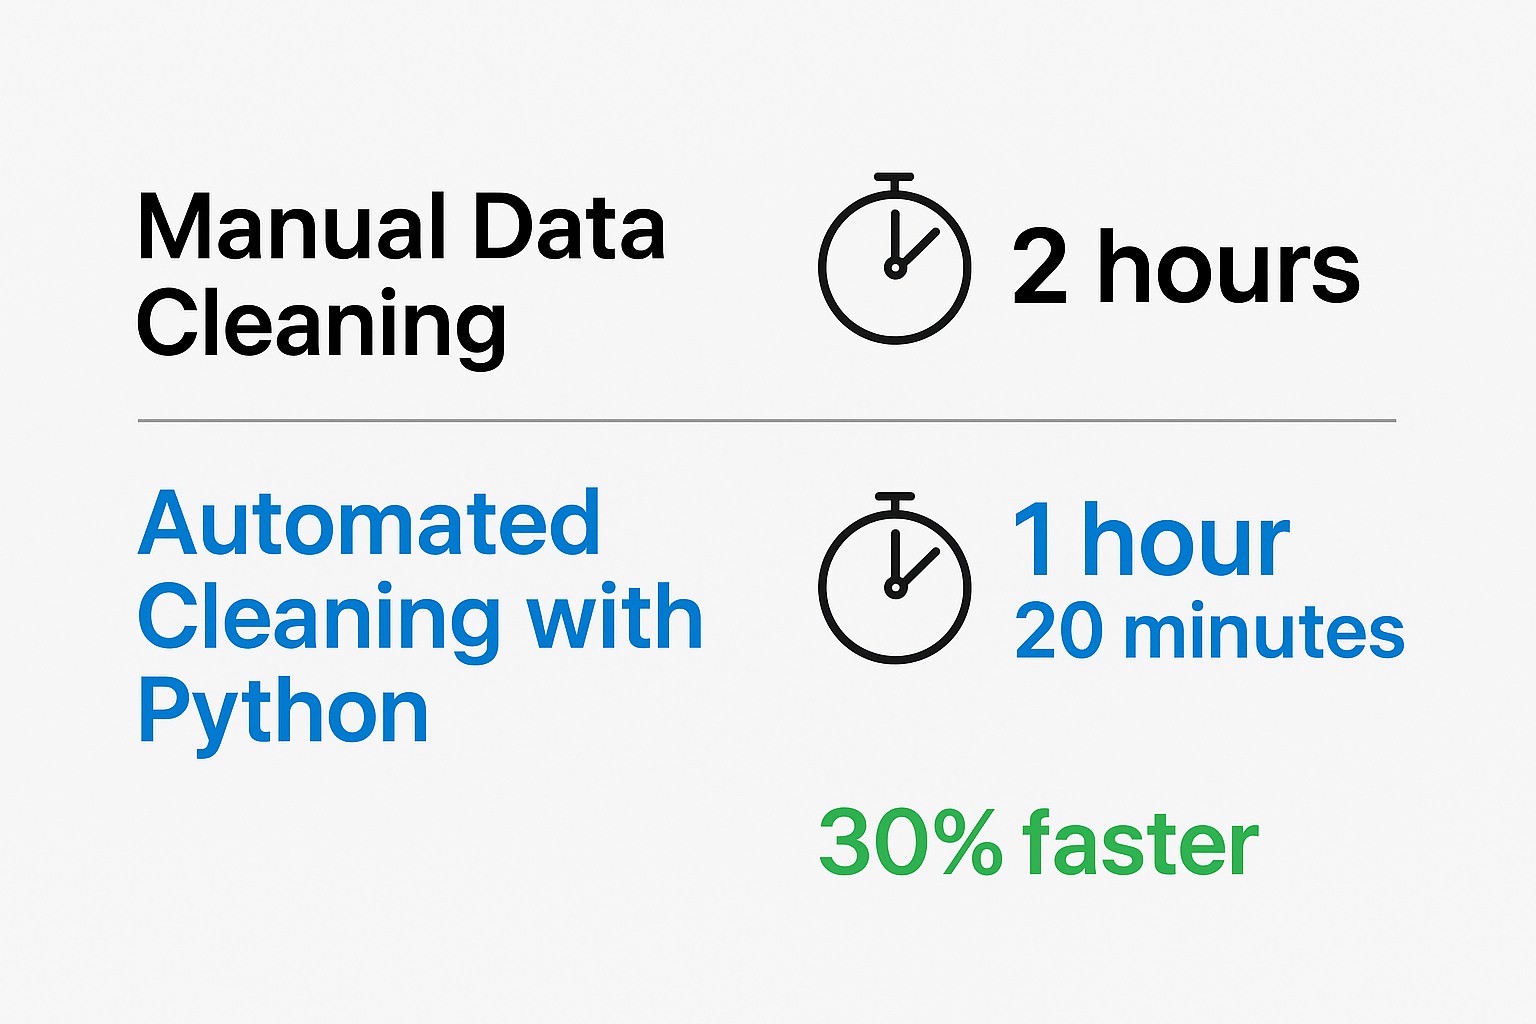 Manual Data
Cleaning
2 hours
Automated
Cleaning with
Python
1 hour
20 minutes
30% faster